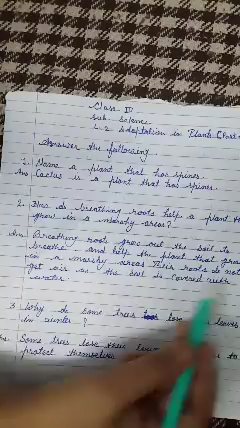 Class IV
Sub- Science
L-2 Adaptation in Plants (Part
Answer the following
1. Name a plant that has spines.
Ans Cactus is a plant that has spines.
2. How do breathing roots help a plant
grow in a marshy areas?
Ans. Breathing roots grow out the soil to
breathe and help the plant that grow
in a marshy areas Their roots do not
get air as the soil is covered with
water.
3 Why do some trees leaves
in winter ?
Ans. Some trees lose their to
protect themselves